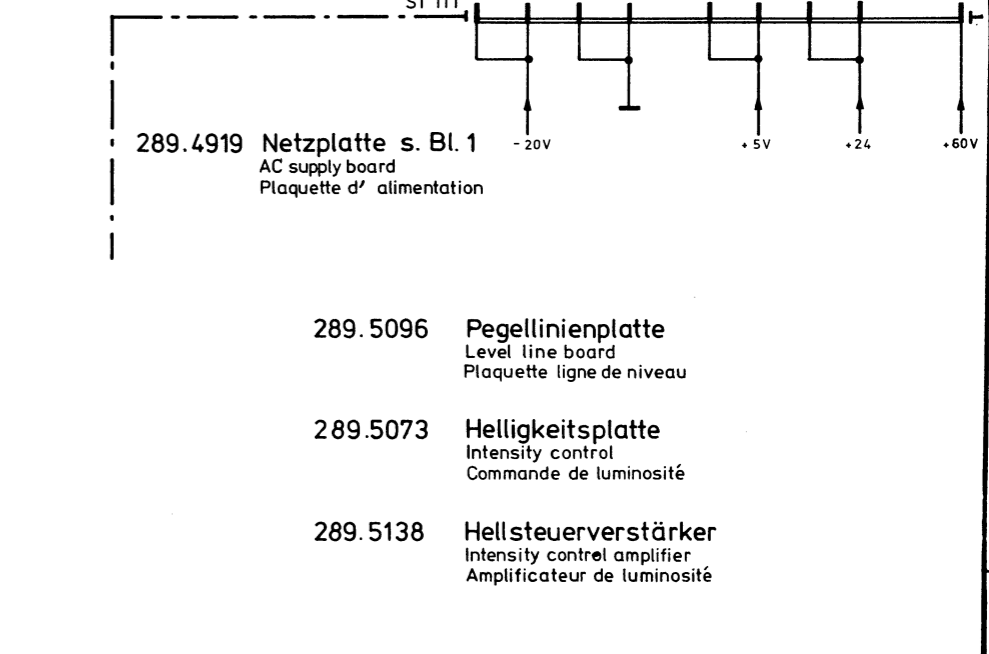 289.4919 Netzplatte s. Bl. 1
AC supply board
Plaquette d' alimentation
- 20V
+ 5V
+24
+60V
289.5096 Pegellinienplatte
Level line board
Plaquette ligne de niveau
289.5073 Helligkeitsplatte
Intensity control
Commande de luminosité
289.5138 Hellsteuerverstärker
Intensity control amplifier
Amplificateur de luminosité